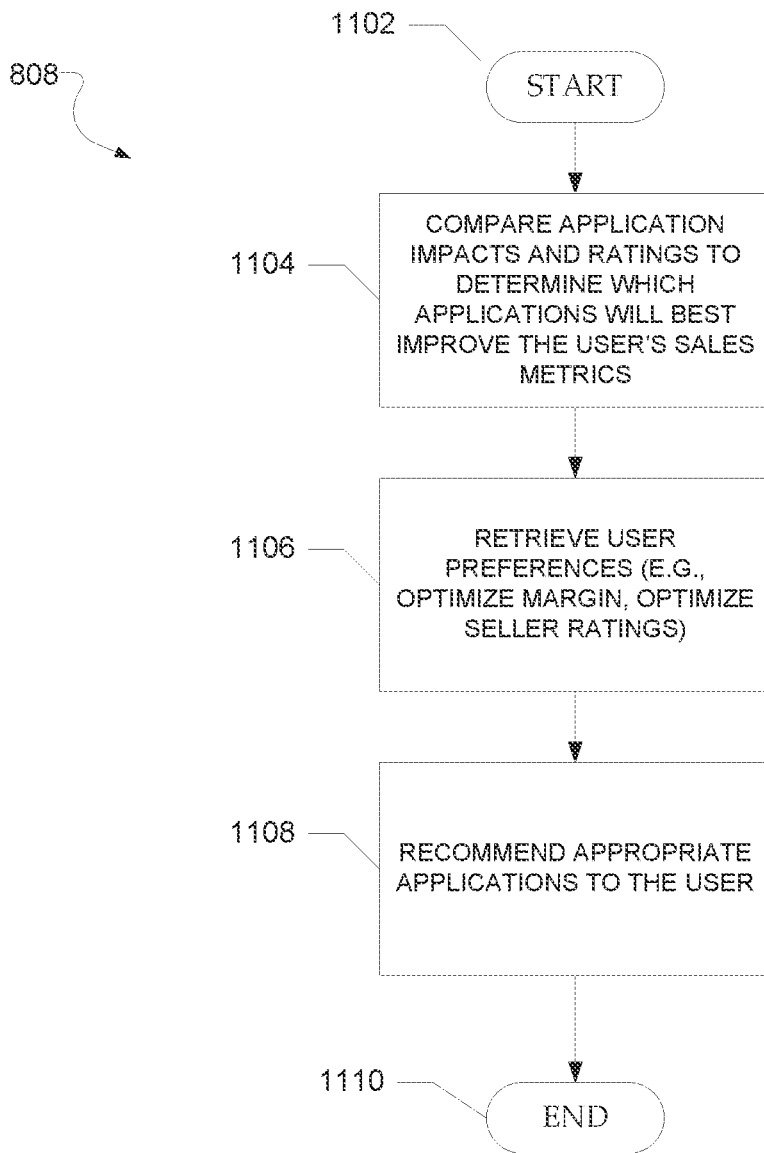 1102
808
START
1104
COMPARE APPLICATION
IMPACTS AND RATINGS TO
DETERMINE WHICH
APPLICATIONS WILL BEST
IMPROVE THE USER'S SALES
METRICS
1106
RETRIEVE USER
PREFERENCES (E.G.,
OPTIMIZE MARGIN, OPTIMIZE
SELLER RATINGS)
1108
RECOMMEND APPROPRIATE
APPLICATIONS TO THE USER
1110
END